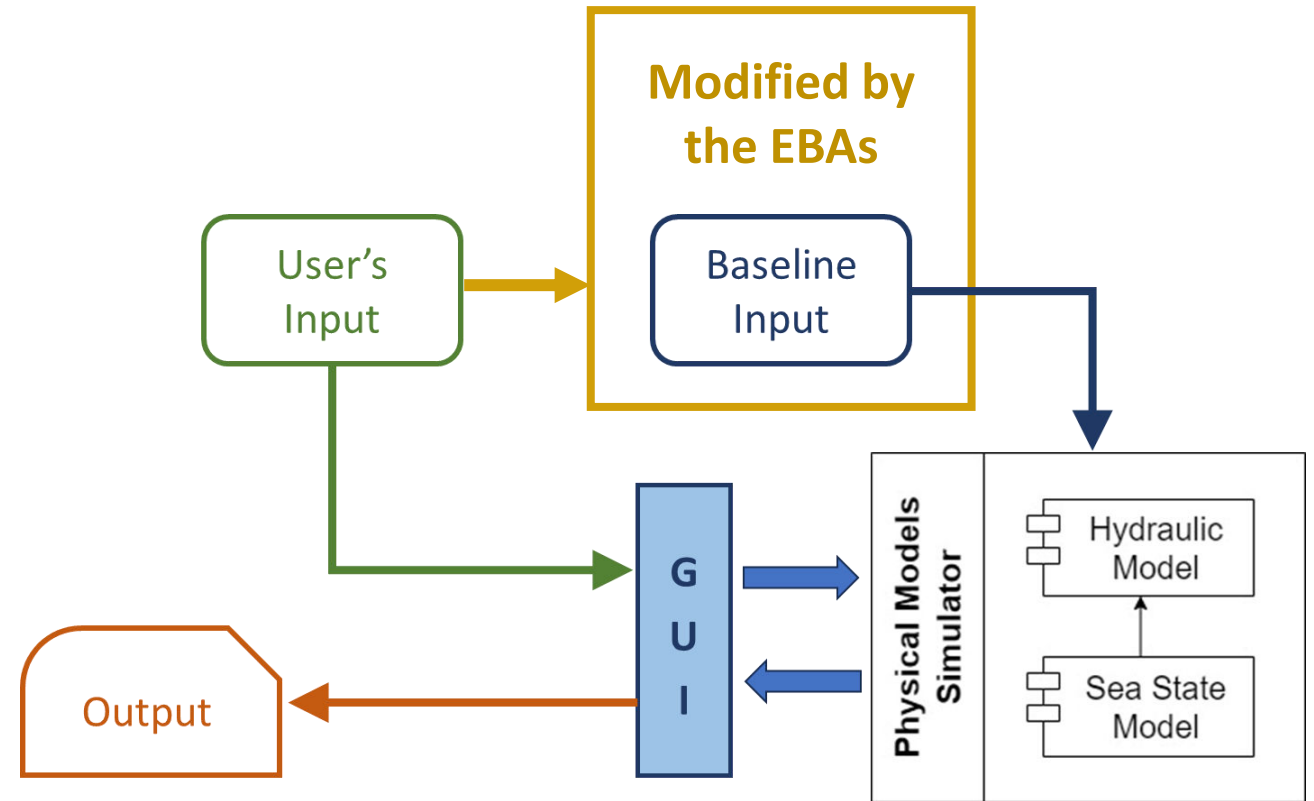 Modified by
the EBAs
User's
Input
Baseline
Input
G
U
I
Physical Models
Simulator
Hydraulic
Model
Sea State
Model
Output